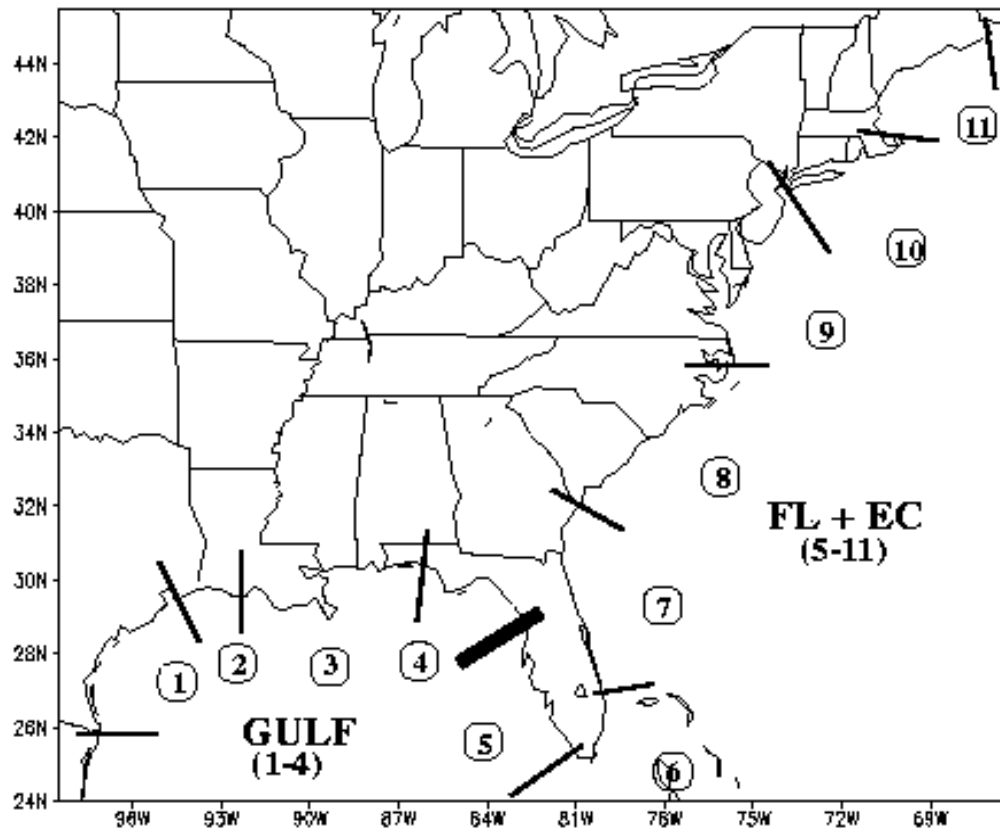 44N
42N
40N
38N
36N
34N
32N
30N
28N
26N
24N
11
10
9
8
FL + EC
(5-11)
7
1
2
3
4
GULF
(1-4)
5
6
96W 93W 90W 87W 84W 81W 78W 75W 72W 69W